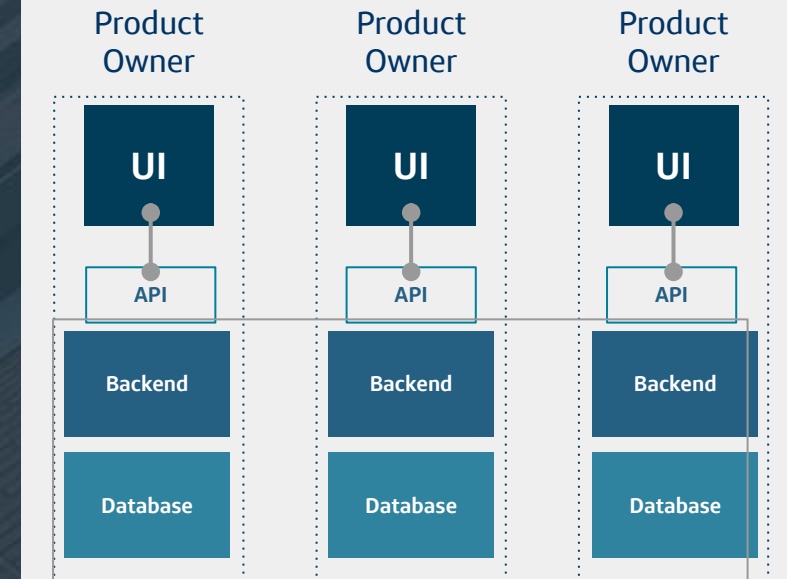 Product
Owner
Product
Owner
Product
Owner
UI
UI
UI
API
API
API
Backend
Backend
Backend
Database
Database
Database